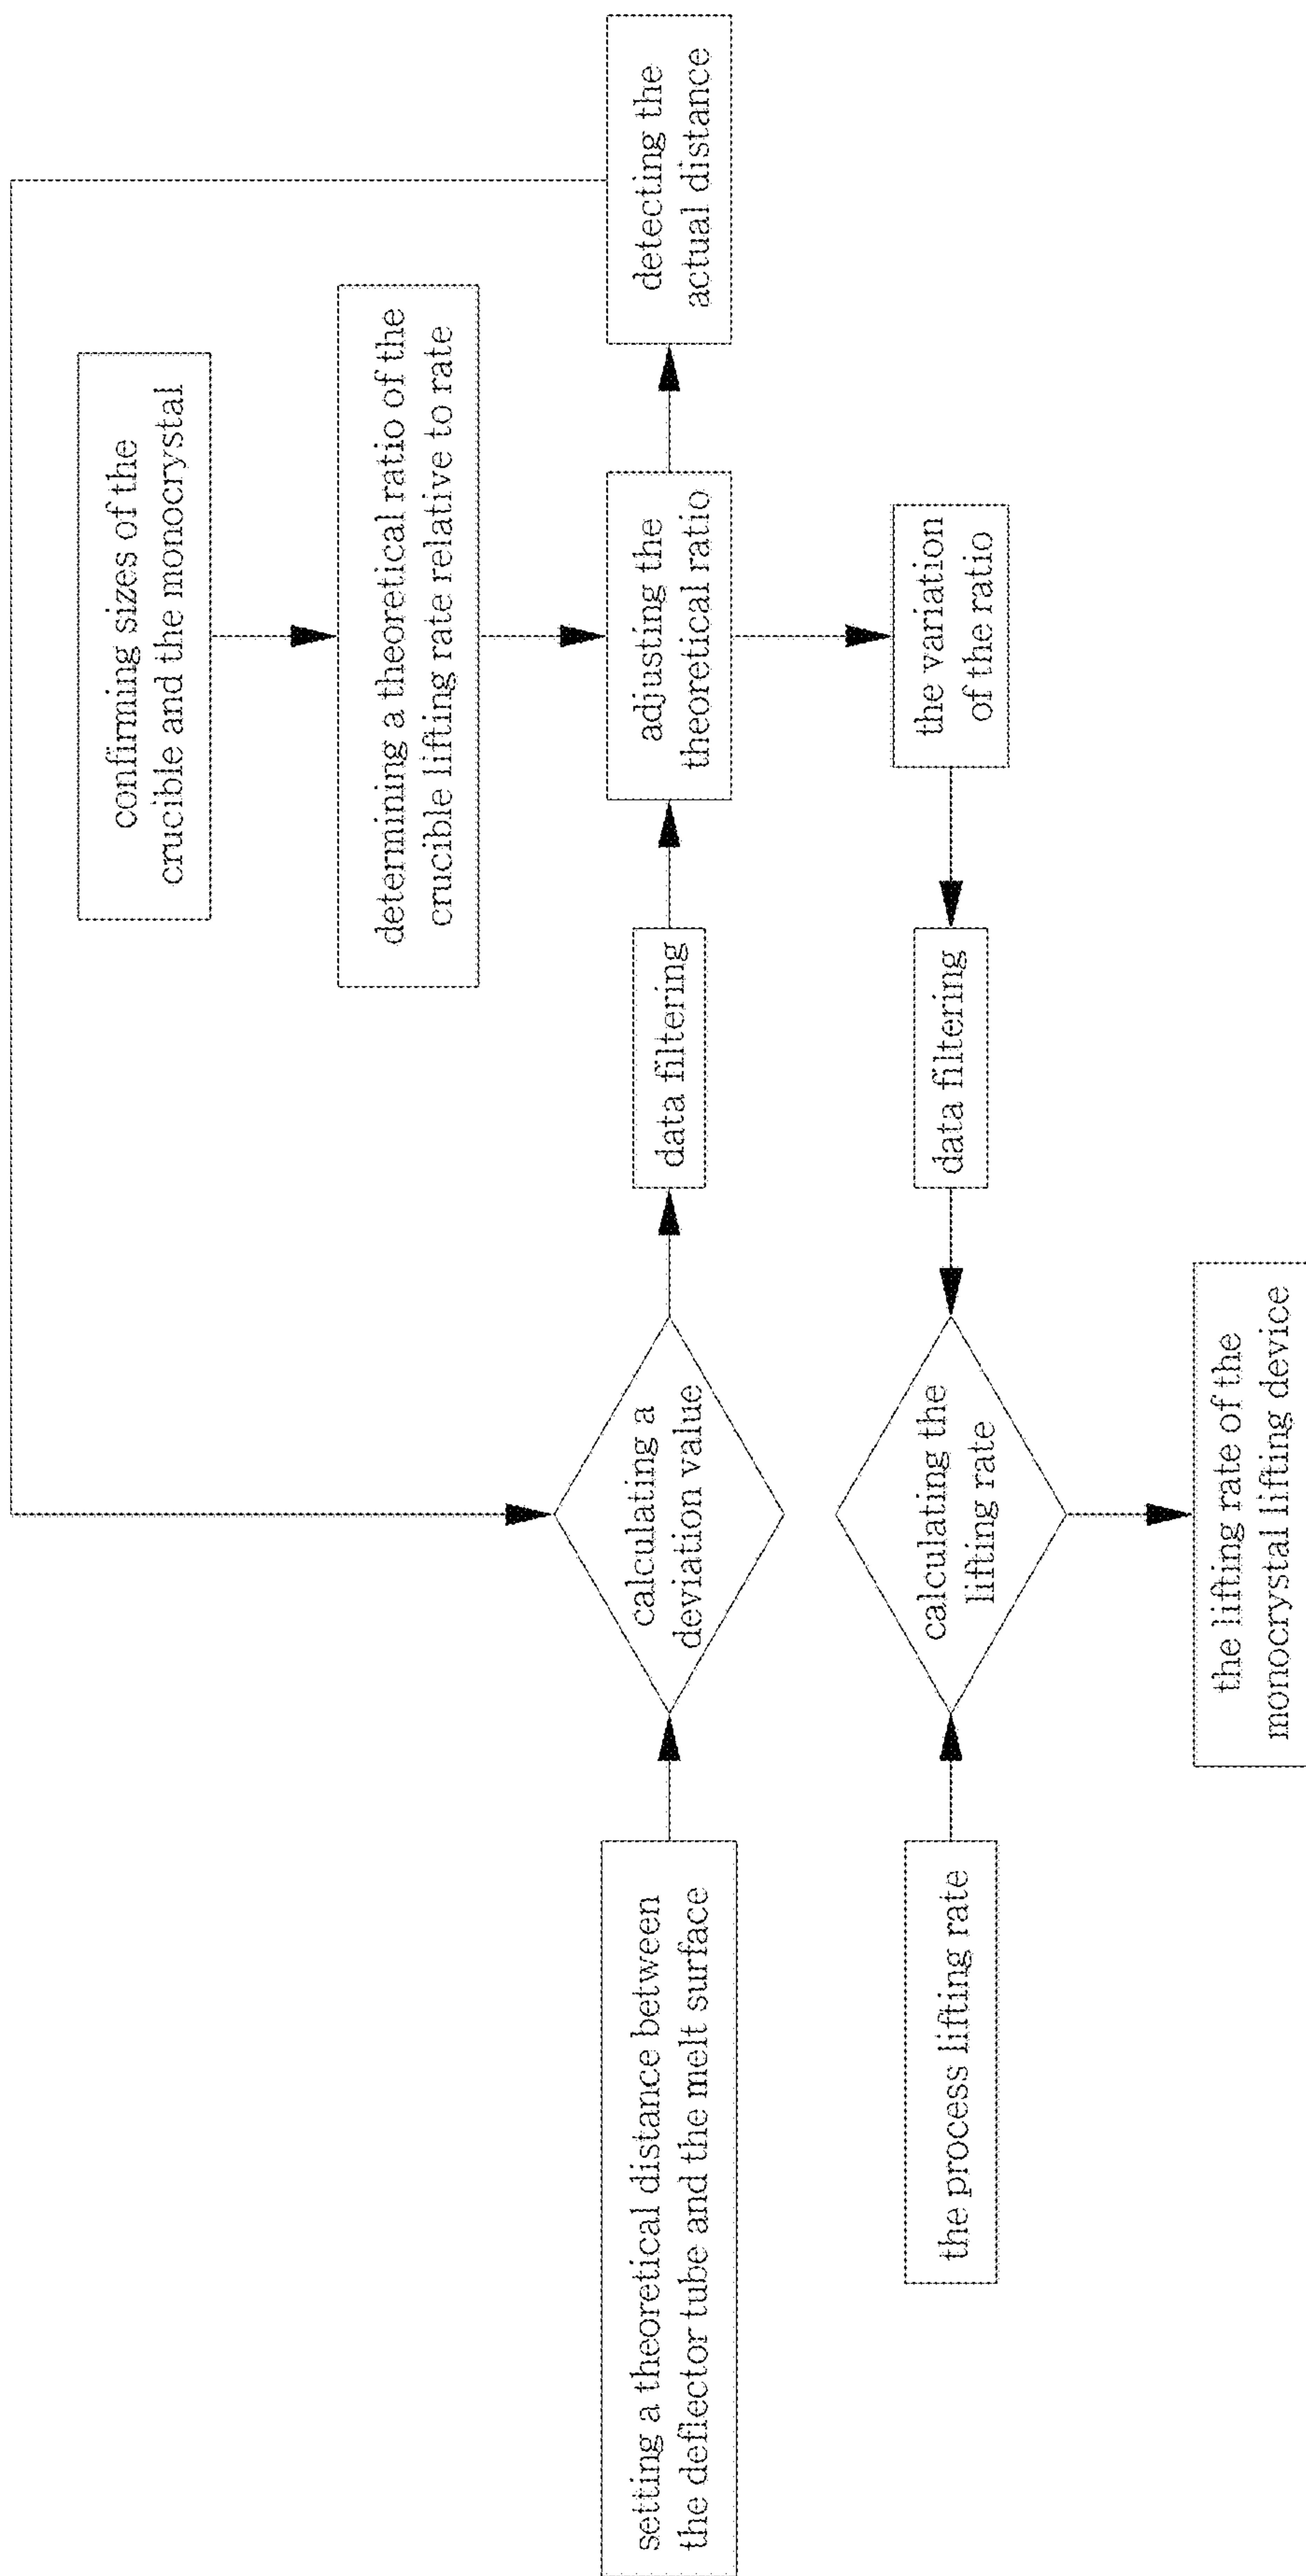 confirming sizes of the
crucible and the monocrystal
determining a theoretical ratio of the
crucible lifting rate relative to rate
setting a theoretical distance between
the deflector tube and the melt surface
calculating a
deviation value
data filtering
adjusting the
theoretical ratio
detecting the
actual distance
the process lifting rate
calculating the
lifting rate
data filtering
the variation
of the ratio
the lifting rate of the
monocrystal lifting device